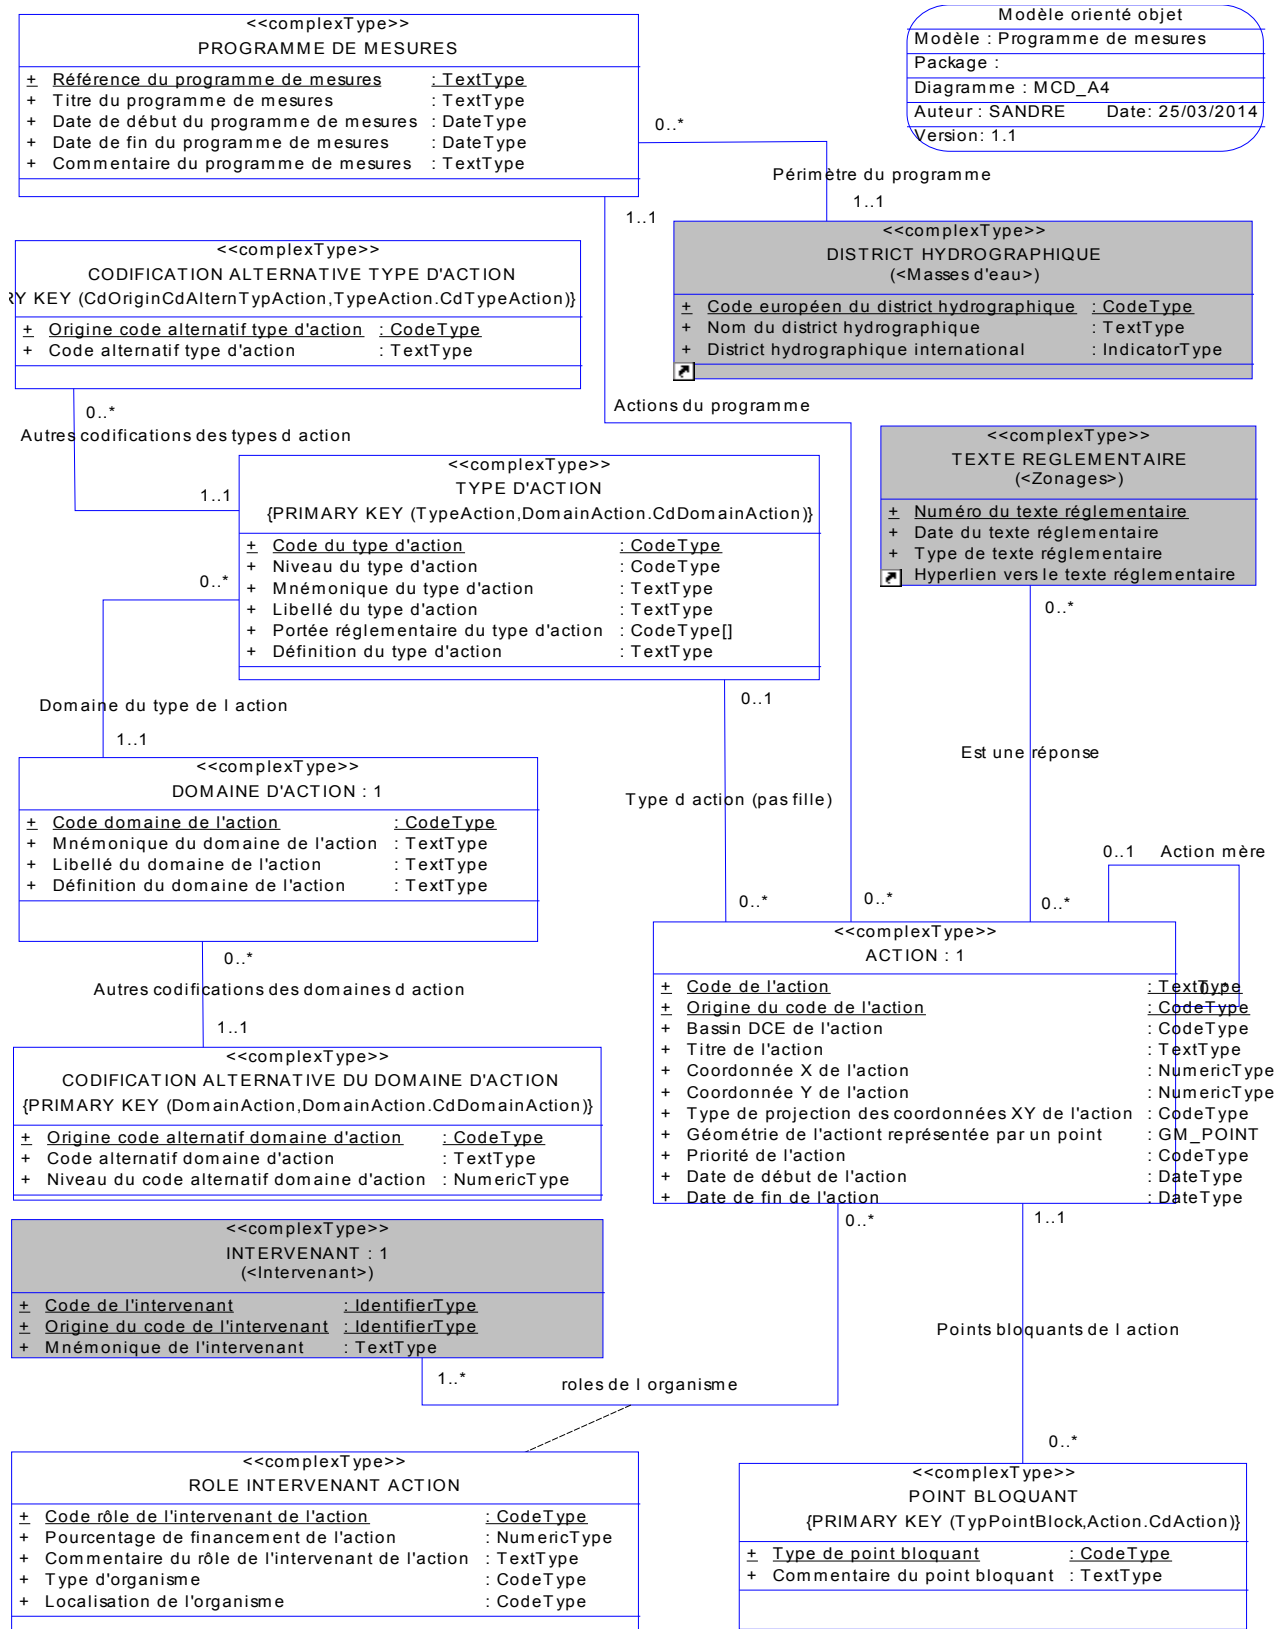 <<complexType>>
PROGRAMME DE MESURES
+ Référence du programme de mesures : TextType
+ Titre du programme de mesures : TextType
+ Date de début du programme de mesures : DateType
+ Date de fin du programme de mesures : DateType
+ Commentaire du programme de mesures : TextType
Modèle orienté objet
Modèle : Programme de mesures
Package :
Diagramme : MCD_A4
Auteur : SANDRE Date: 25/03/2014
Version: 1.1
0..*
Périmètre du programme
1..1
1..1
<<complexType>>
DISTRICT HYDROGRAPHIQUE
(<Masses d'eau>)
+ Code européen du district hydrographique : CodeType
+ Nom du district hydrographique : TextType
+ District hydrographique international : IndicatorType
<<complexType>>
CODIFICATION ALTERNATIVE TYPE D'ACTION
RY KEY (CdOriginCdAlternTypAction,TypeAction.CdTypeAction)}
+ Origine code alternatif type d'action : CodeType
+ Code alternatif type d'action : TextType
0..*
Autres codifications des types d action
1..1
Actions du programme
<<complexType>>
TEXTE REGLEMENTAIRE
(<Zonages>)
+ Numéro du texte réglementaire
+ Date du texte réglementaire
+ Type de texte réglementaire
Hyperlien vers le texte réglementaire
0..*
<<complexType>>
TYPE D'ACTION
{PRIMARY KEY (TypeAction,DomainAction.CdDomainAction)}
+ Code du type d'action : CodeType
+ Niveau du type d'action : CodeType
+ Mnémonique du type d'action : TextType
+ Libellé du type d'action : TextType
+ Portée réglementaire du type d'action : CodeType[]
+ Définition du type d'action : TextType
0..*
0..1
Domaine du type de l action
1..1
Est une réponse
Type d action (pas fille)
<<complexType>>
DOMAINE D'ACTION : 1
+ Code domaine de l'action : CodeType
+ Mnémonique du domaine de l'action : TextType
+ Libellé du domaine de l'action : TextType
+ Définition du domaine de l'action : TextType
0..1 Action mère
0..*
0..*
0..*
0..*
Autres codifications des domaines d action
1..1
<<complexType>>
ACTION : 1
+ Code de l'action : TextType
0..*
+ Origine du code de l'action : CodeType
+ Bassin DCE de l'action : CodeType
+ Titre de l'action : TextType
+ Coordonnée X de l'action : NumericType
+ Coordonnée Y de l'action : NumericType
+ Type de projection des coordonnées XY de l'action : CodeType
+ Géométrie de l'actiont représentée par un point : GM_POINT
+ Priorité de l'action : CodeType
+ Date de début de l'action : DateType
+ Date de fin de l'action : DateType
<<complexType>>
CODIFICATION ALTERNATIVE DU DOMAINE D'ACTION
{PRIMARY KEY (DomainAction,DomainAction.CdDomainAction)}
+ Origine code alternatif domaine d'action : CodeType
+ Code alternatif domaine d'action : TextType
+ Niveau du code alternatif domaine d'action : NumericType
0..*
1..1
<<complexType>>
INTERVENANT : 1
(<Intervenant>)
+ Code de l'intervenant : IdentifierType
+ Origine du code de l'intervenant : IdentifierType
+ Mnémonique de l'intervenant : TextType
Points bloquants de l action
1..*
roles de l organisme
0..*
<<complexType>>
ROLE INTERVENANT ACTION
+ Code rôle de l'intervenant de l'action : CodeType
+ Pourcentage de financement de l'action : NumericType
+ Commentaire du rôle de l'intervenant de l'action : TextType
+ Type d'organisme : CodeType
+ Localisation de l'organisme : CodeType
<<complexType>>
POINT BLOQUANT
{PRIMARY KEY (TypPointBlock,Action.CdAction)}
+ Type de point bloquant : CodeType
+ Commentaire du point bloquant : TextType